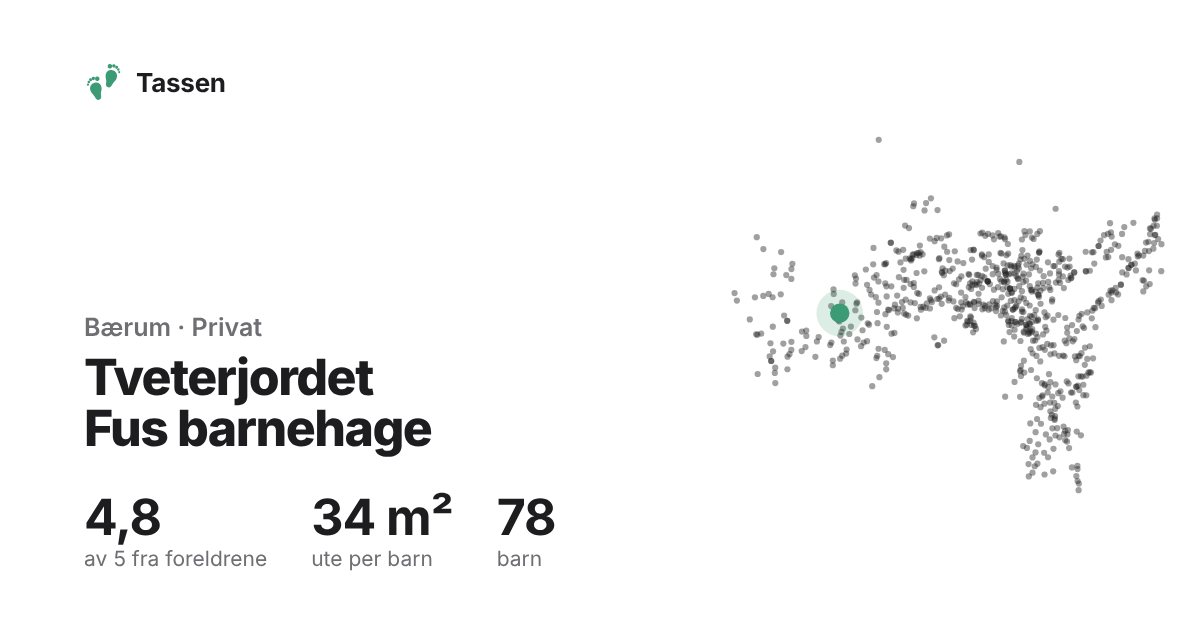 Tassen
Bærum · Privat
Tveterjordet
Fus barnehage
4,8
av 5 fra foreldrene
34 m²
ute per barn
78
barn